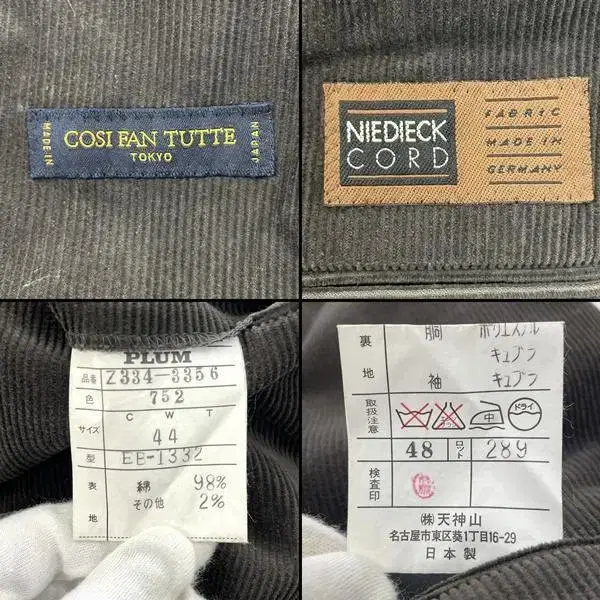 COSI FAN TUTTE
TOKYO
MADE IN
JAPAN
NIEDIECK
CORD
FABRIC
MADE IN
GERMANY
PLUM
品番 Z334-3356
色 752
C W T
サイズ 44
型 EB-1332
表地 綿 98%
その他 2%
裏地 胴 ポリエステル
キュプラ
袖 キュプラ
取扱注意 中 ドライ
48 ロット 289
検査印
㈱天神山
名古屋市東区葵1丁目16-29
日本製